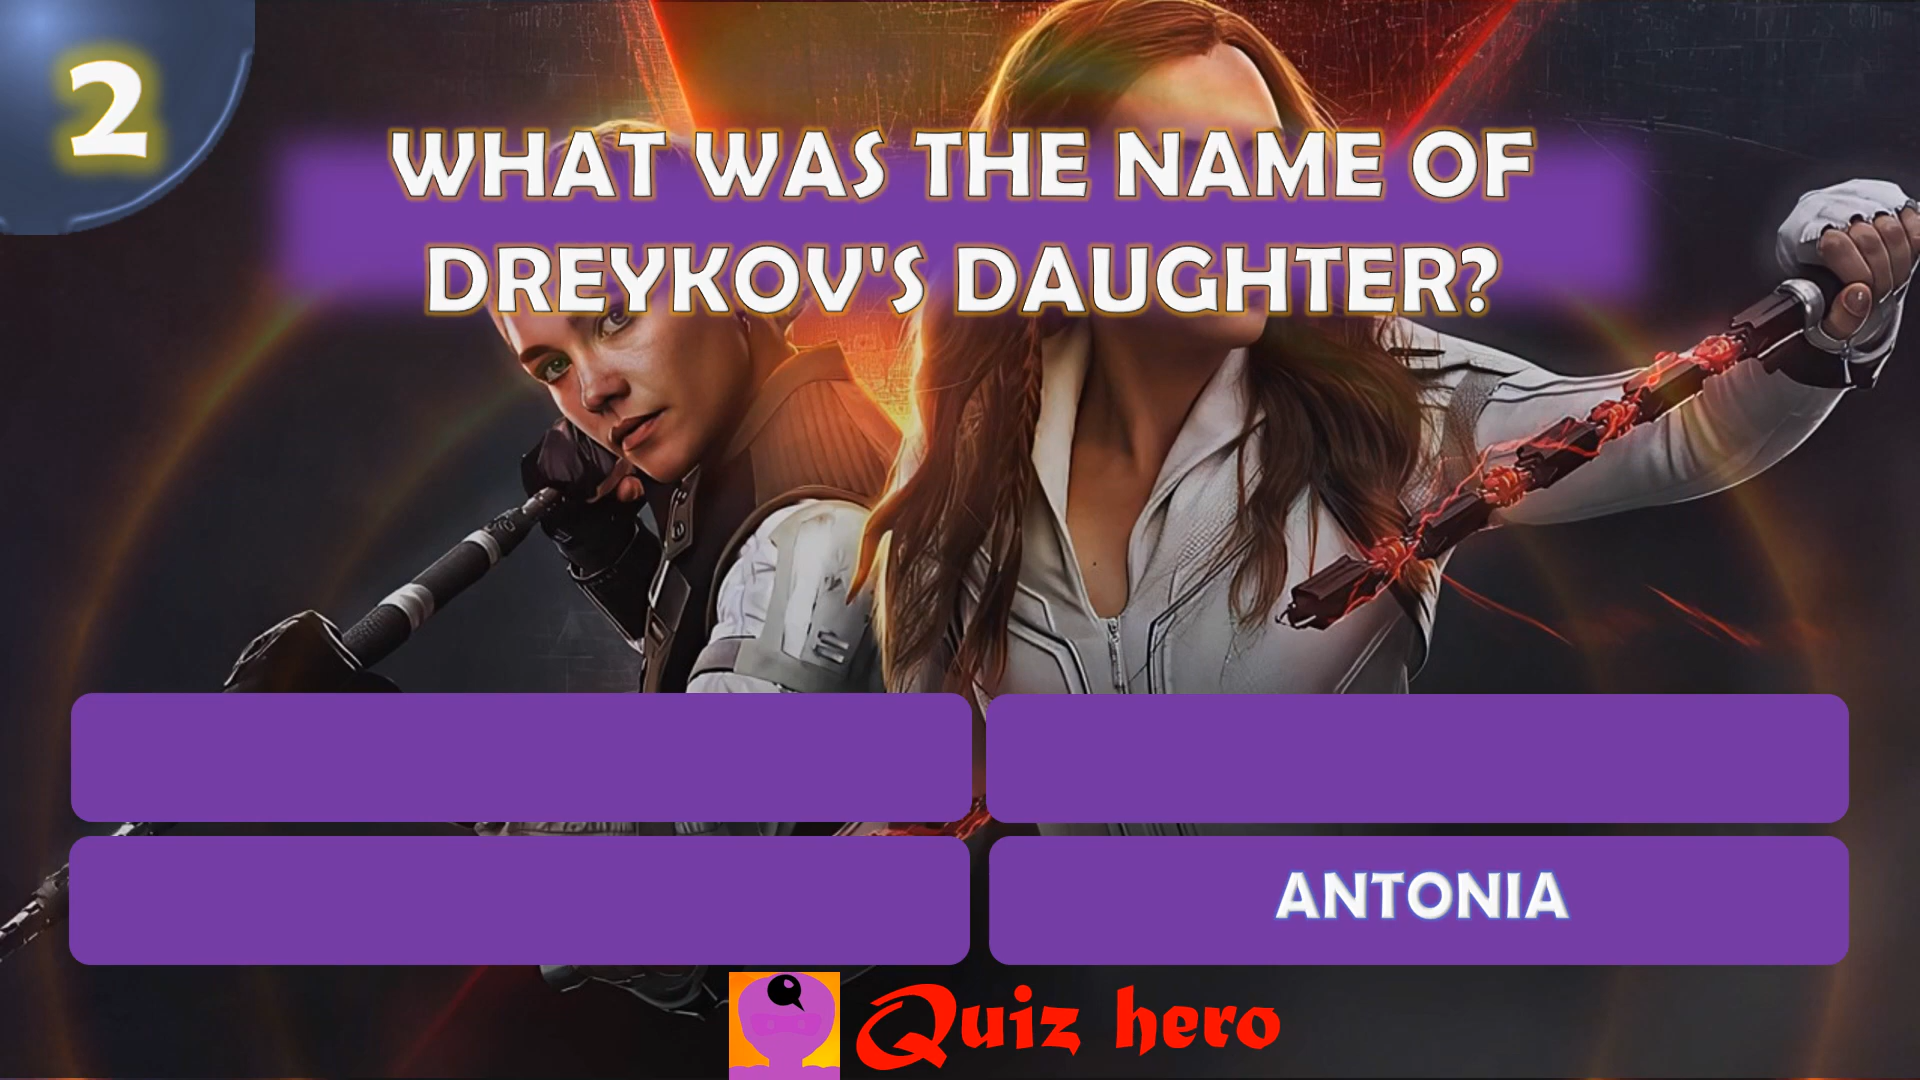 2
WHAT WAS THE NAME OF
DREYKOV'S DAUGHTER?
ANTONIA
Quiz hero